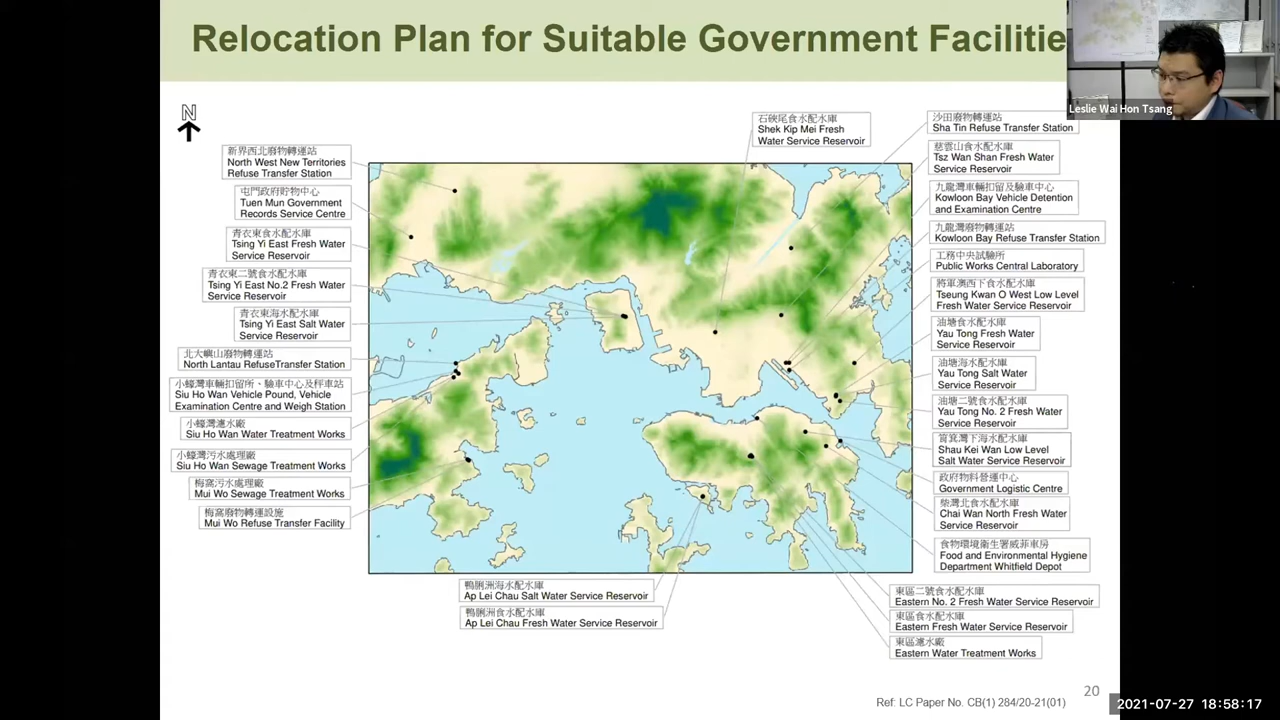 Relocation Plan for Suitable Government Facilitie
Leslie Wai Hon Tsang
N
新界西北廢物轉運站
North West New Territories
Refuse Transfer Station
屯門政府貯物中心
Tuen Mun Government
Records Service Centre
青衣東食水配水庫
Tsing Yi East Fresh Water
Service Reservoir
青衣東二號食水配水庫
Tsing Yi East No.2 Fresh Water
Service Reservoir
青衣東海水配水庫
Tsing Yi East Salt Water
Service Reservoir
北大嶼山廢物轉運站
North Lantau RefuseTransfer Station
小蠔灣車輛扣留所、驗車中心及秤車站
Siu Ho Wan Vehicle Pound, Vehicle
Examination Centre and Weigh Station
小蠔灣濾水廠
Siu Ho Wan Water Treatment Works
小蠔灣污水處理廠
Siu Ho Wan Sewage Treatment Works
梅窩污水處理廠
Mui Wo Sewage Treatment Works
梅窩廢物轉運設施
Mui Wo Refuse Transfer Facility
石硤尾食水配水庫
Shek Kip Mei Fresh
Water Service Reservoir
沙田廢物轉運站
Sha Tin Refuse Transfer Station
慈雲山食水配水庫
Tsz Wan Shan Fresh Water
Service Reservoir
九龍灣車輛扣留及驗車中心
Kowloon Bay Vehicle Detention
and Examination Centre
九龍灣廢物轉運站
Kowloon Bay Refuse Transfer Station
工務中央試驗所
Public Works Central Laboratory
將軍澳西下食水配水庫
Tseung Kwan O West Low Level
Fresh Water Service Reservoir
油塘食水配水庫
Yau Tong Fresh Water
Service Reservoir
油塘海水配水庫
Yau Tong Salt Water
Service Reservoir
油塘二號食水配水庫
Yau Tong No. 2 Fresh Water
Service Reservoir
筲箕灣下海水配水庫
Shau Kei Wan Low Level
Salt Water Service Reservoir
政府物料營運中心
Government Logistic Centre
柴灣北食水配水庫
Chai Wan North Fresh Water
Service Reservoir
食物環境衞生署威菲車房
Food and Environmental Hygiene
Department Whitfield Depot
鴨脷洲海水配水庫
Ap Lei Chau Salt Water Service Reservoir
鴨脷洲食水配水庫
Ap Lei Chau Fresh Water Service Reservoir
東區二號食水配水庫
Eastern No. 2 Fresh Water Service Reservoir
東區食水配水庫
Eastern Fresh Water Service Reservoir
東區濾水廠
Eastern Water Treatment Works
20
Ref: LC Paper No. CB(1) 284/20-21(01)
2021-07-27 18:58:17